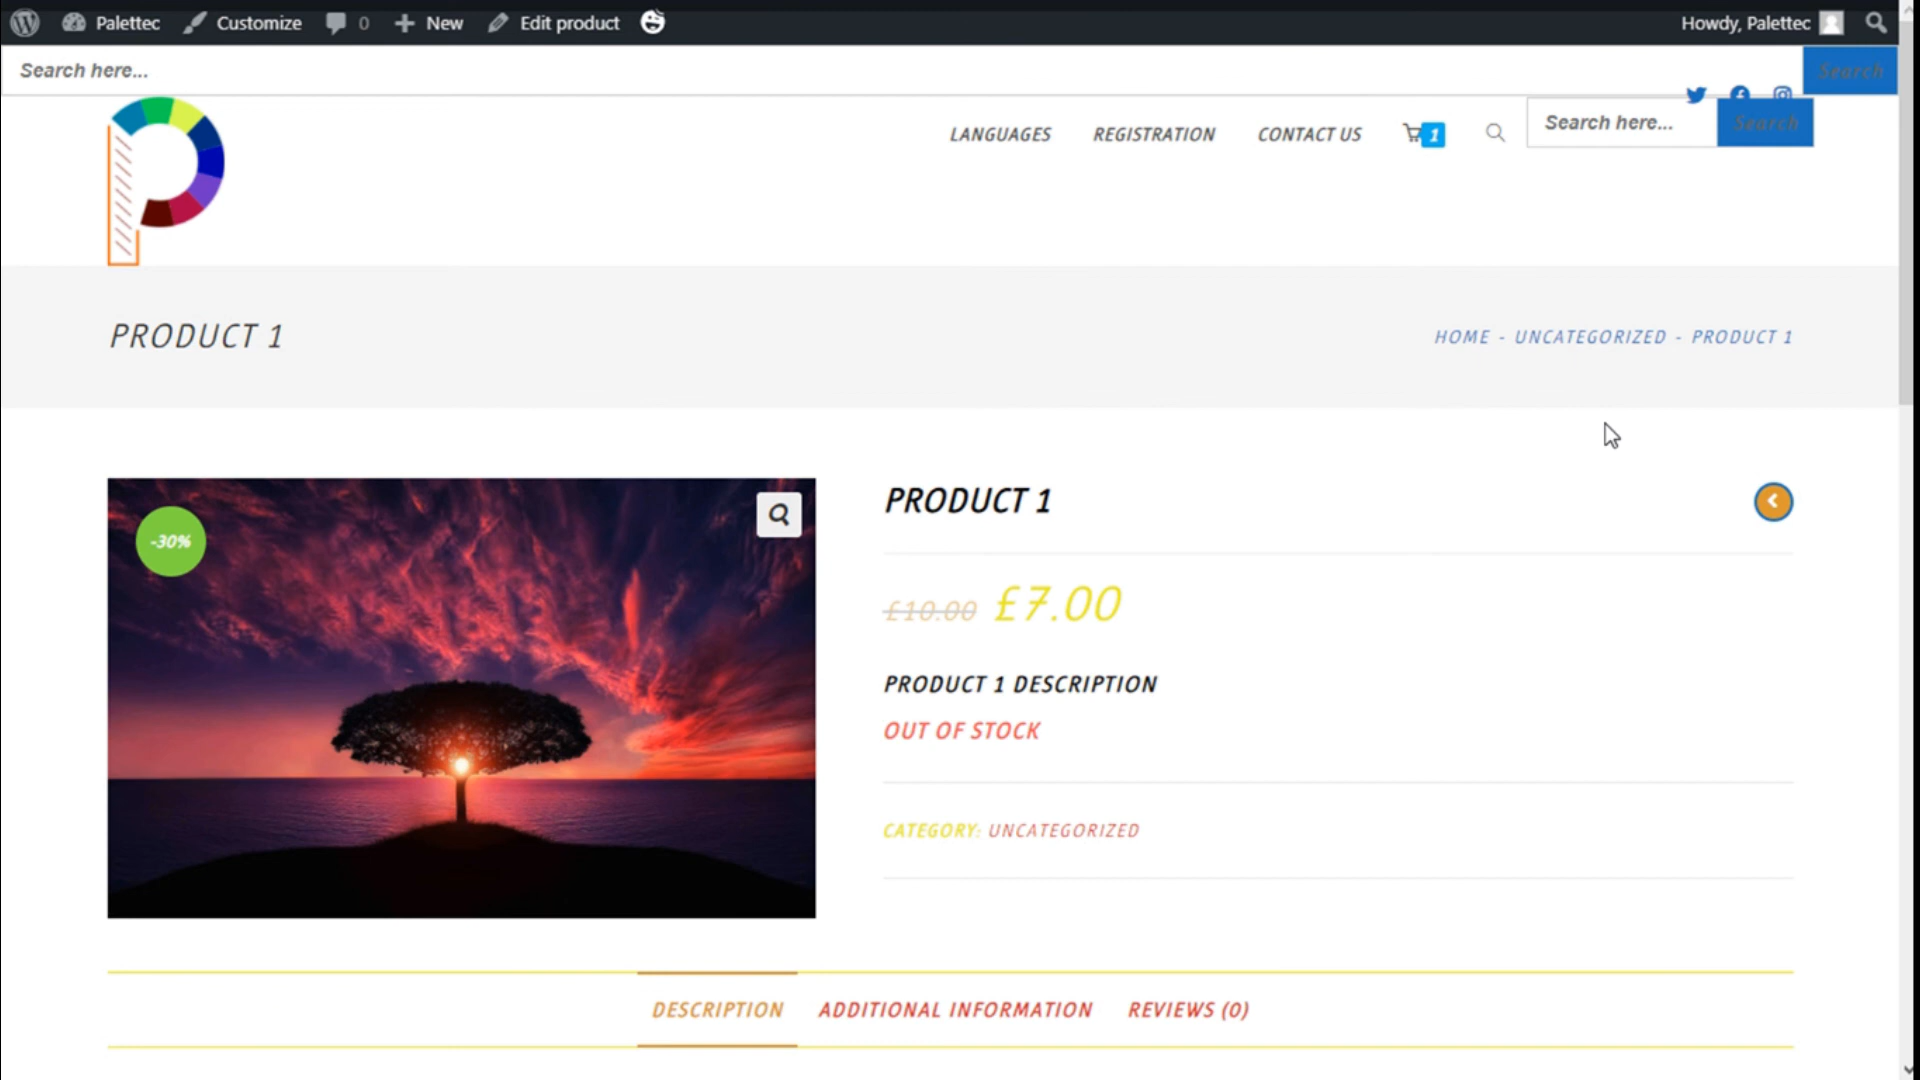 Palettec Customize 0 New Edit product Howdy, Palettec
Search here... Search
LANGUAGES REGISTRATION CONTACT US 1 Search here... Search
PRODUCT 1 HOME - UNCATEGORIZED - PRODUCT 1
-30%
PRODUCT 1
£10.00 £7.00
PRODUCT 1 DESCRIPTION
OUT OF STOCK
CATEGORY: UNCATEGORIZED
DESCRIPTION ADDITIONAL INFORMATION REVIEWS (0)